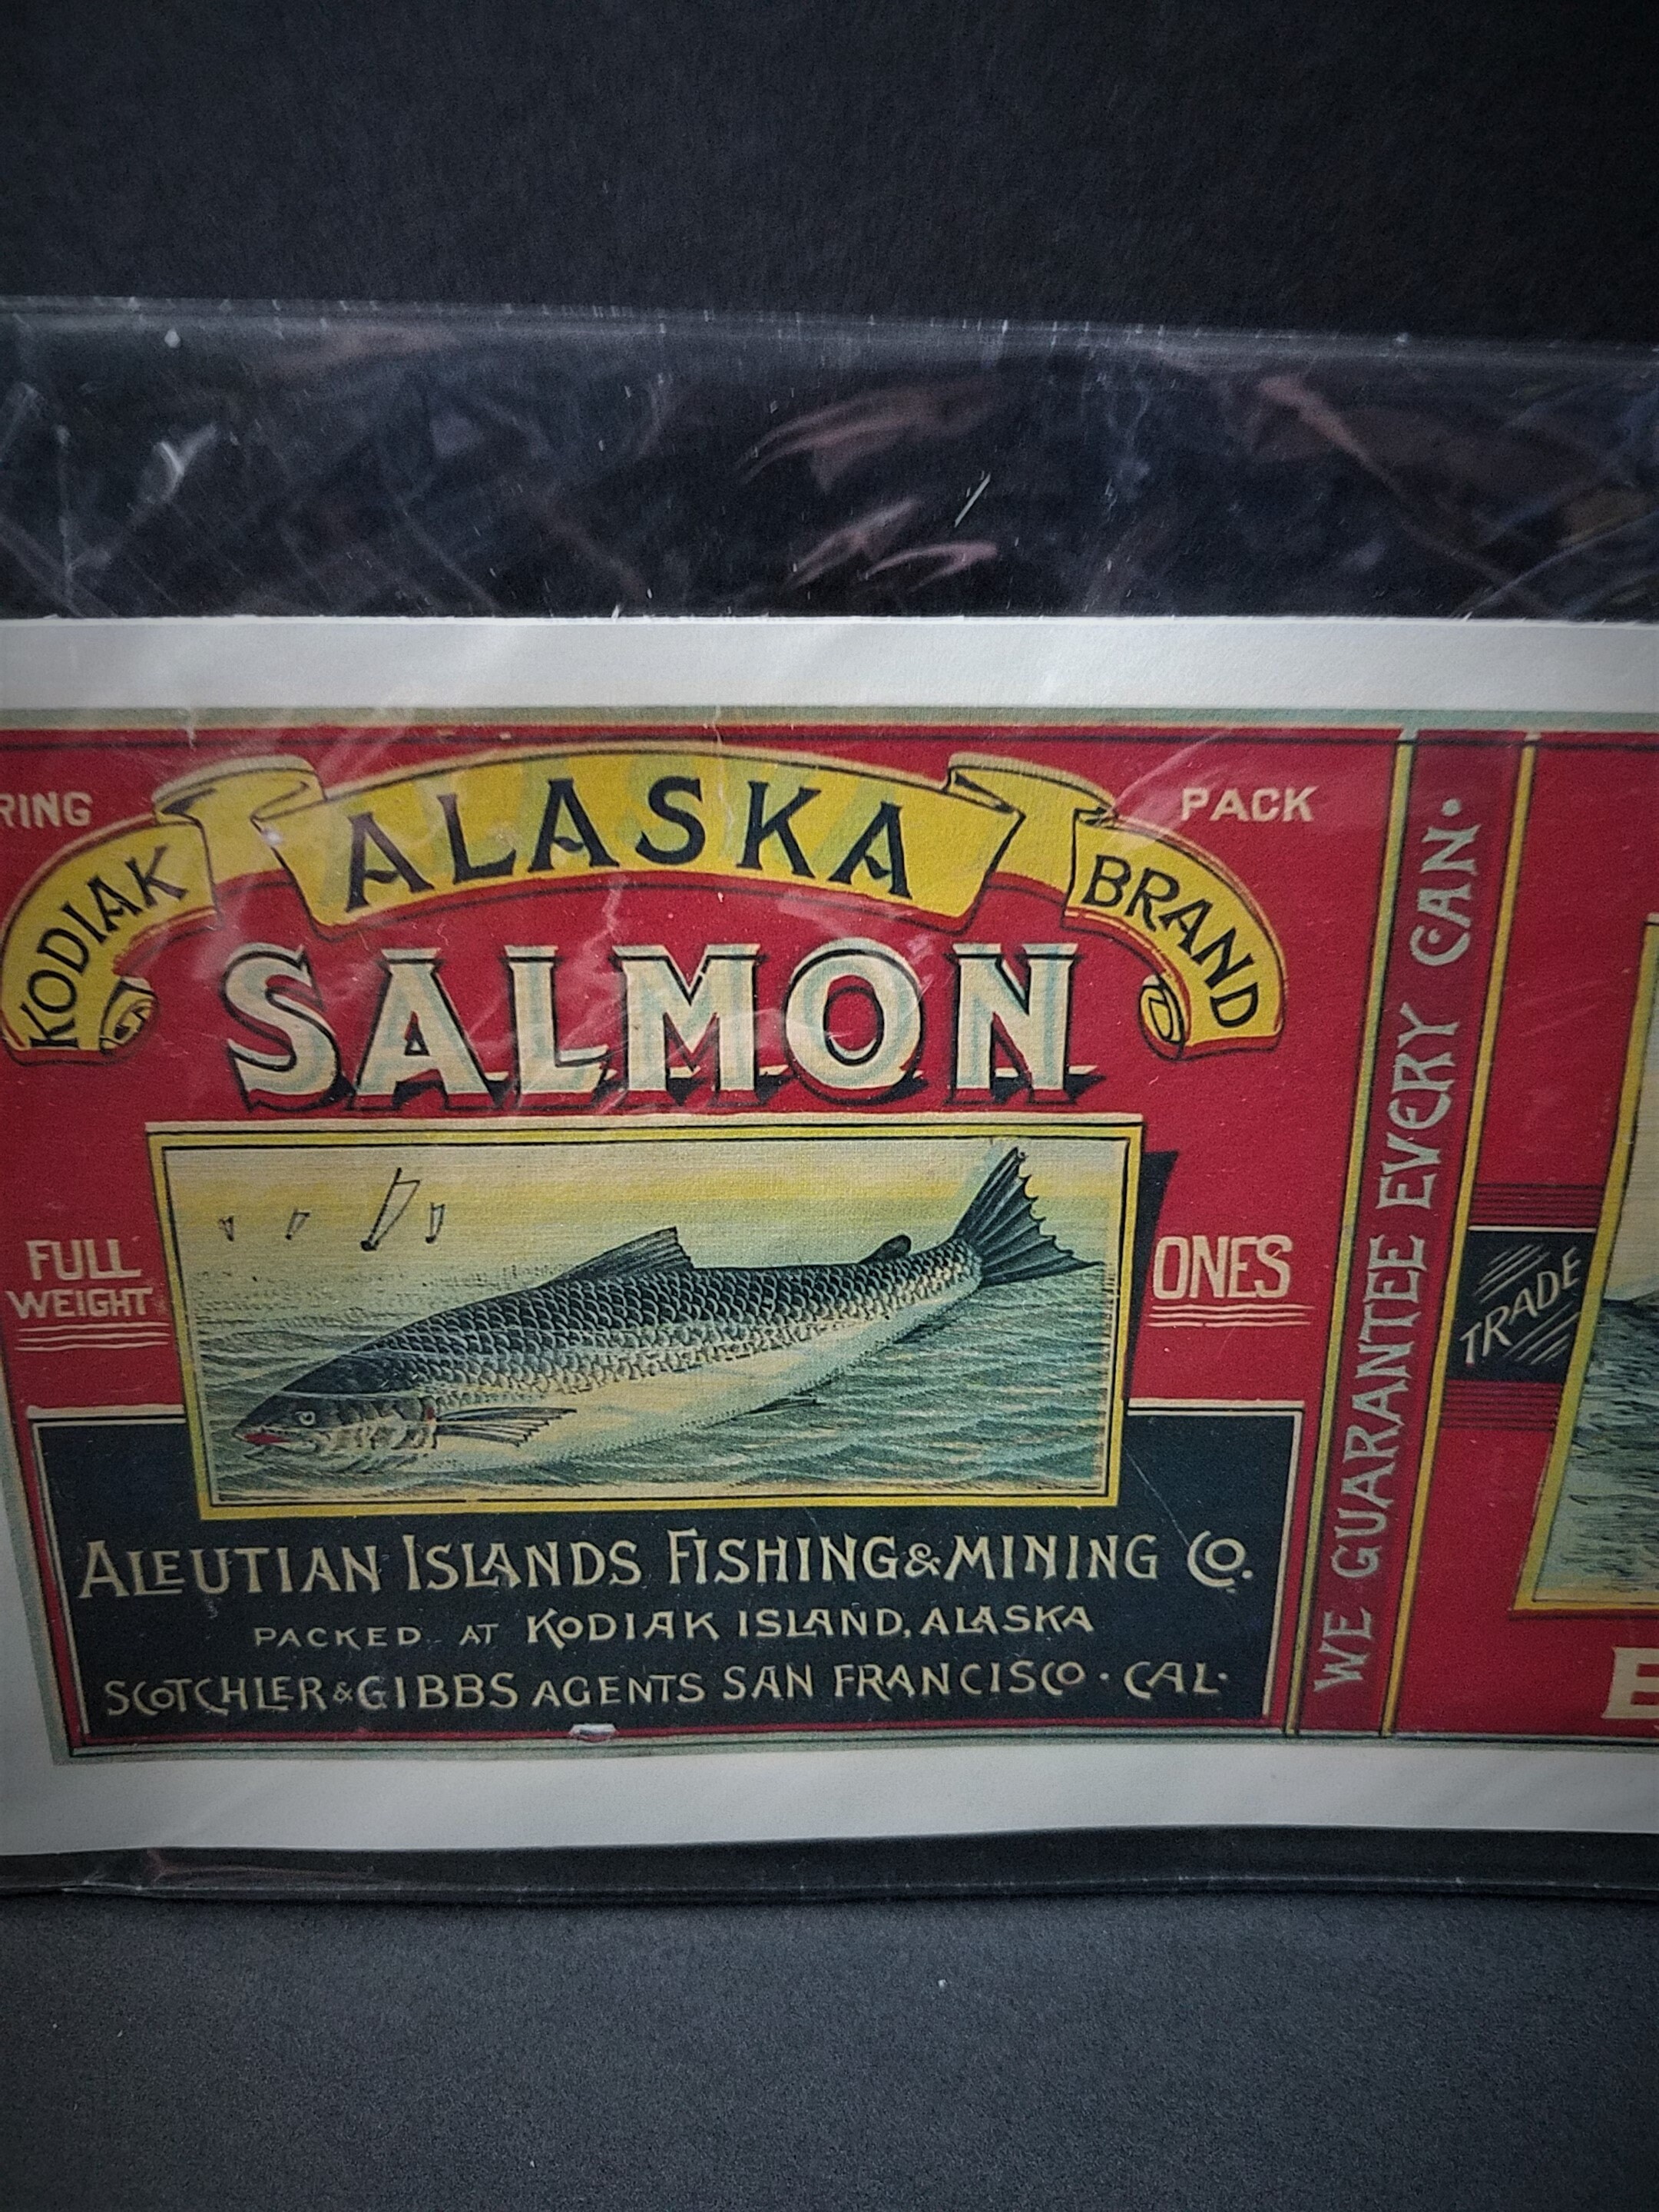 KODIAK ALASKA BRAND
PACK
SALMON
FULL
WEIGHT
ONES
ALEUTIAN ISLANDS FISHING & MINING CO.
PACKED AT KODIAK ISLAND, ALASKA
SCOTCHLER & GIBBS AGENTS SAN FRANCISCO · CAL·
WE GUARANTEE EVERY CAN·
TRADE